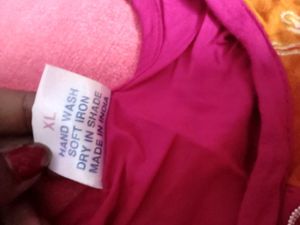 XL
HAND WASH
SOFT IRON
DRY IN SHADE
MADE IN INDIA